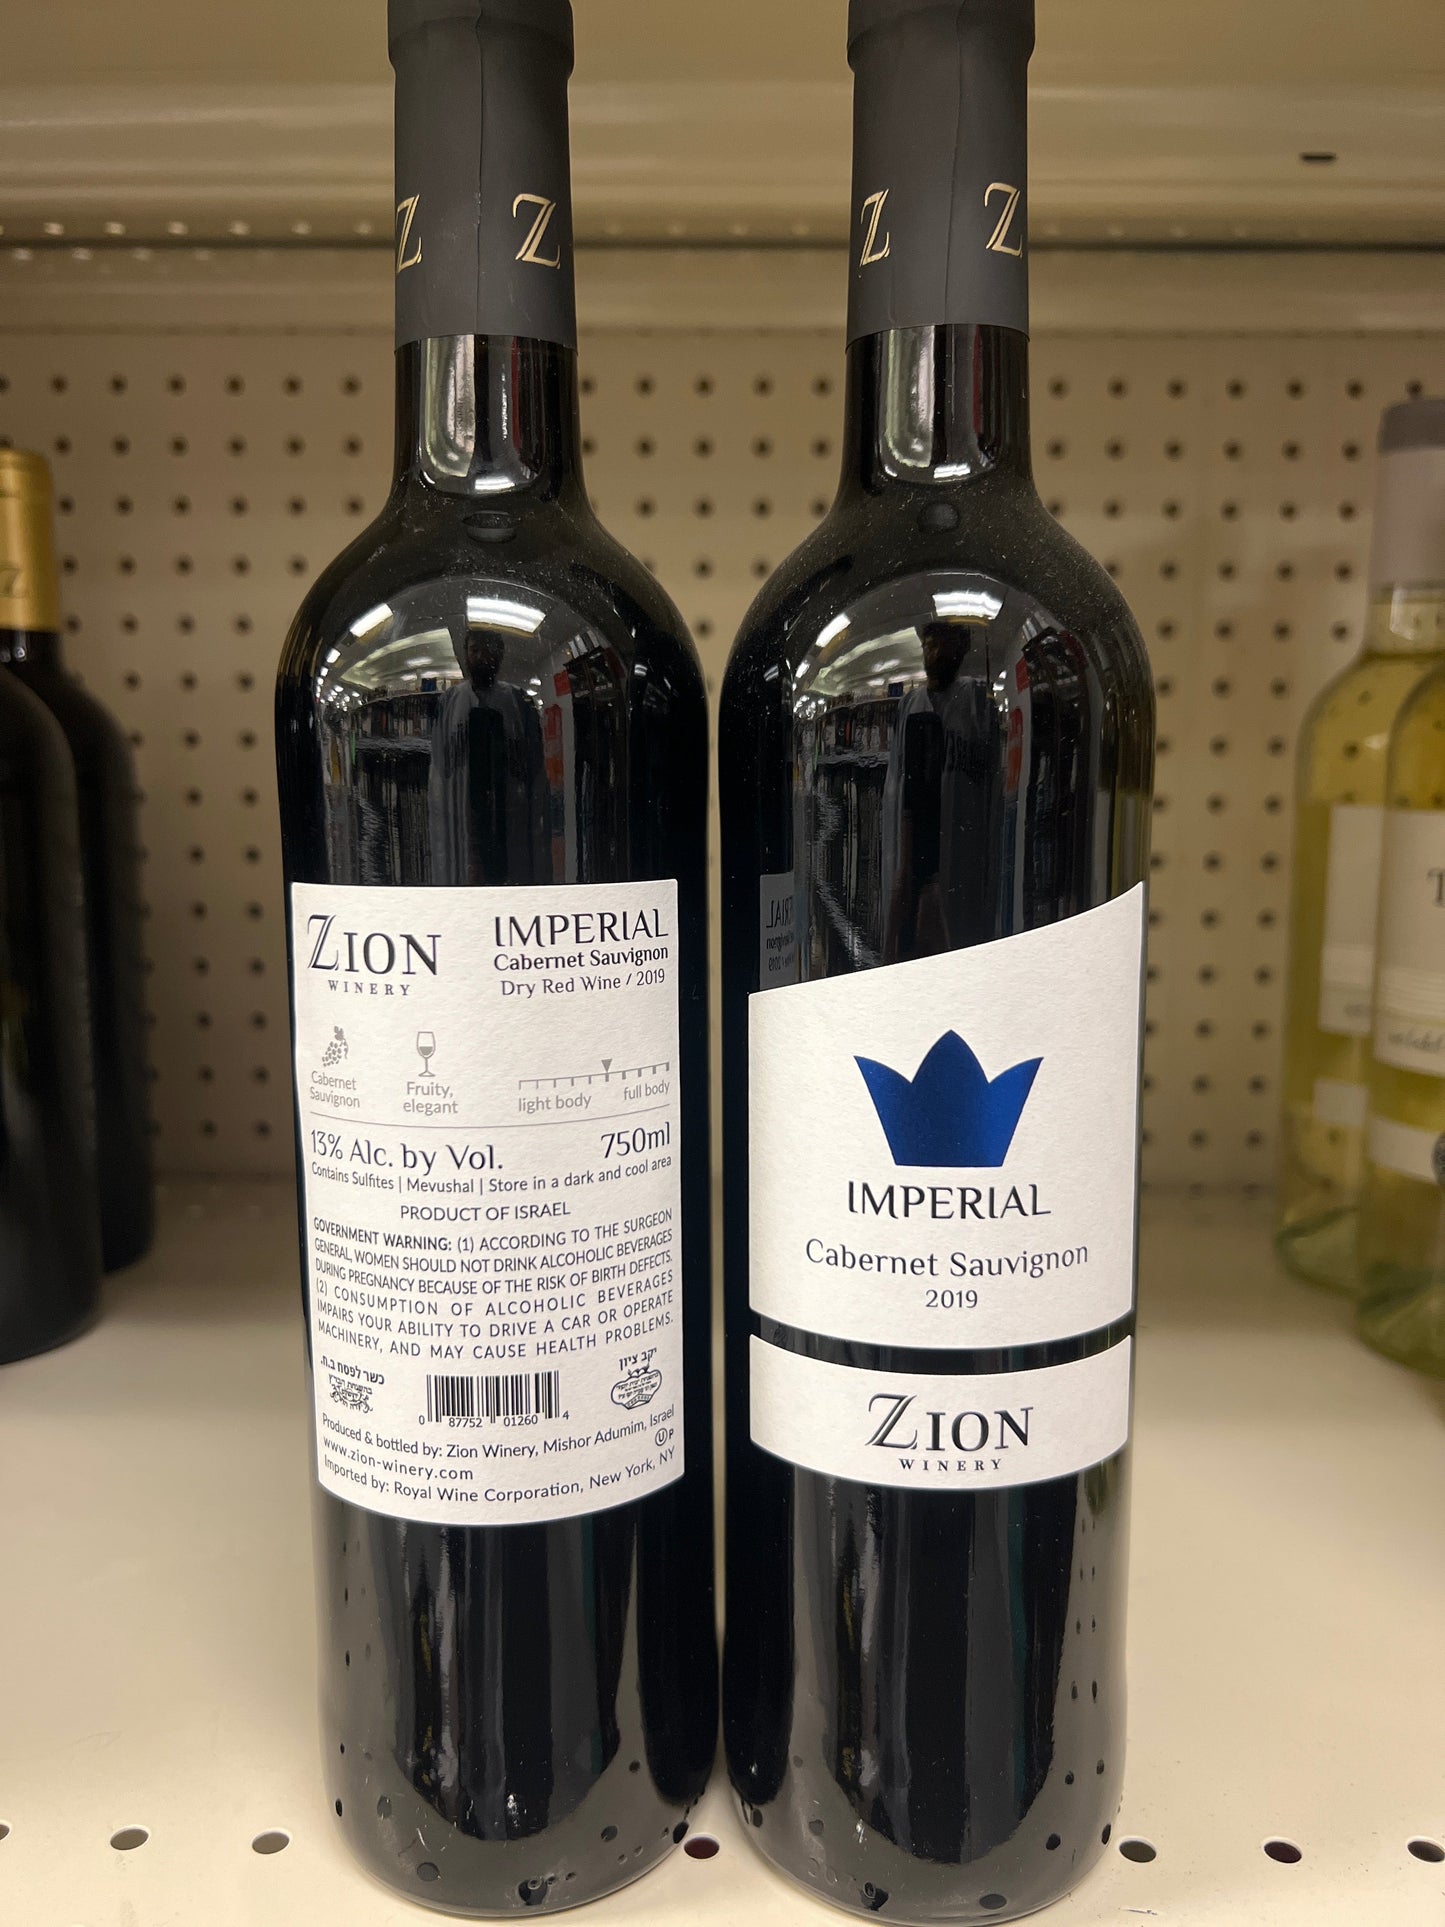 Z Z
Z Z
ZION
WINERY
IMPERIAL
Cabernet Sauvignon
Dry Red Wine / 2019
Cabernet
Sauvignon
Fruity,
elegant
light body
full body
13% Alc. by Vol.
750ml
Contains Sulfites | Mevushal | Store in a dark and cool area
PRODUCT OF ISRAEL
GOVERNMENT WARNING: (1) ACCORDING TO THE SURGEON
GENERAL, WOMEN SHOULD NOT DRINK ALCOHOLIC BEVERAGES
DURING PREGNANCY BECAUSE OF THE RISK OF BIRTH DEFECTS.
(2) CONSUMPTION OF ALCOHOLIC BEVERAGES
IMPAIRS YOUR ABILITY TO DRIVE A CAR OR OPERATE
MACHINERY, AND MAY CAUSE HEALTH PROBLEMS.
כשר לפסח ב.ח.
יקב ציון
0 87752 01260 4
Produced & bottled by: Zion Winery, Mishor Adumim, Israel
www.zion-winery.com
U P
Imported by: Royal Wine Corporation, New York, NY
IMPERIAL
Cabernet Sauvignon
2019
ZION
WINERY